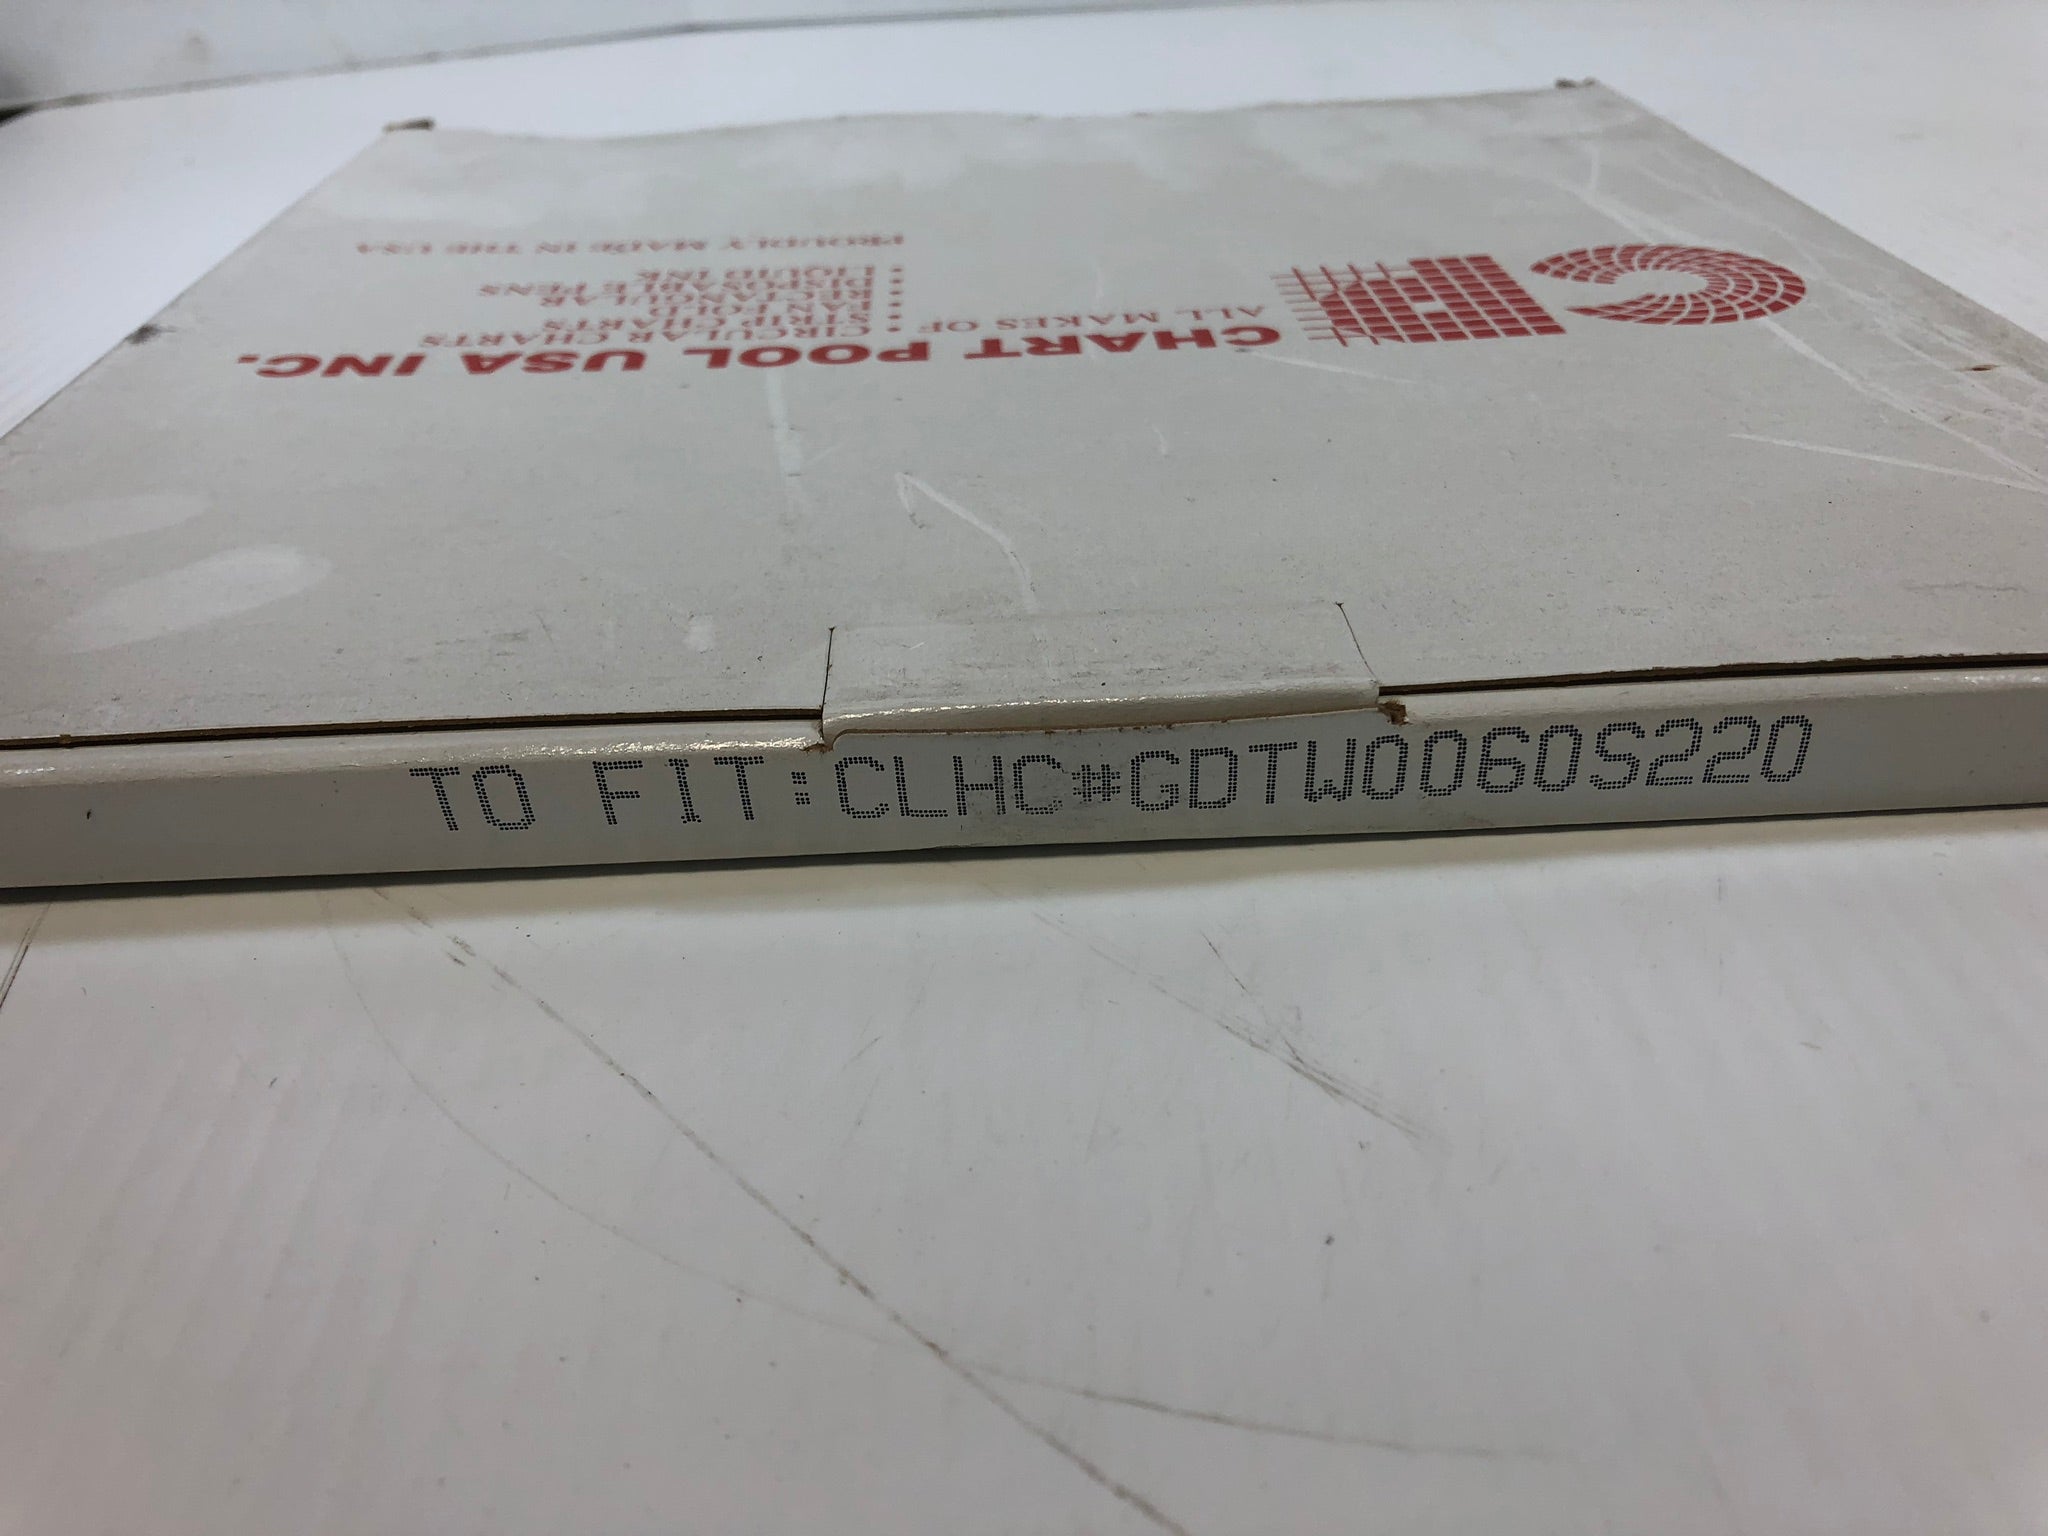 CHART POOL USA INC.
ALL MAKES OF
• CIRCULAR CHARTS
• STRIP CHARTS
• FANFOLD
• RECTANGULAR
• DISPOSABLE PENS
• LIQUID INK
PROUDLY MADE IN THE USA
TO FIT:CLHC#GDTW0060S220